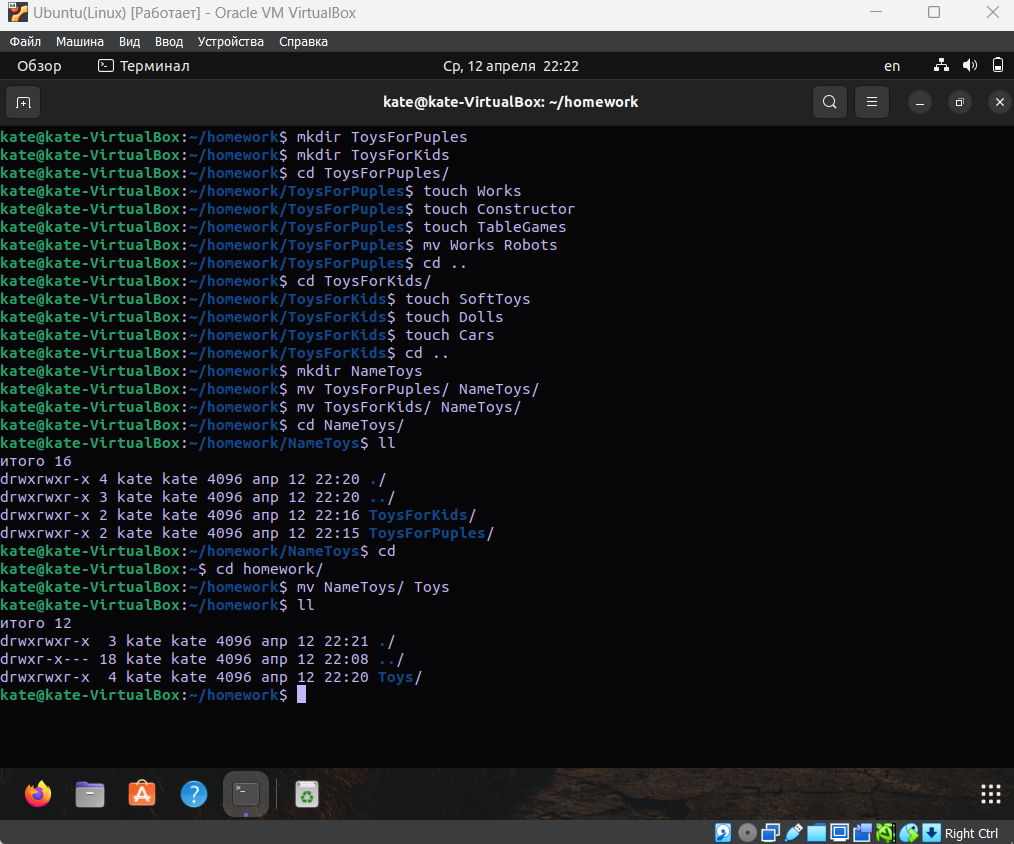 Ubuntu(Linux) [Работает] - Oracle VM VirtualBox
Файл Машина Вид Ввод Устройства Справка
Обзор Терминал Ср, 12 апреля 22:22 en
kate@kate-VirtualBox: ~/homework
kate@kate-VirtualBox:~/homework$ mkdir ToysForPuples
kate@kate-VirtualBox:~/homework$ mkdir ToysForKids
kate@kate-VirtualBox:~/homework$ cd ToysForPuples/
kate@kate-VirtualBox:~/homework/ToysForPuples$ touch Works
kate@kate-VirtualBox:~/homework/ToysForPuples$ touch Constructor
kate@kate-VirtualBox:~/homework/ToysForPuples$ touch TableGames
kate@kate-VirtualBox:~/homework/ToysForPuples$ mv Works Robots
kate@kate-VirtualBox:~/homework/ToysForPuples$ cd ..
kate@kate-VirtualBox:~/homework$ cd ToysForKids/
kate@kate-VirtualBox:~/homework/ToysForKids$ touch SoftToys
kate@kate-VirtualBox:~/homework/ToysForKids$ touch Dolls
kate@kate-VirtualBox:~/homework/ToysForKids$ touch Cars
kate@kate-VirtualBox:~/homework/ToysForKids$ cd ..
kate@kate-VirtualBox:~/homework$ mkdir NameToys
kate@kate-VirtualBox:~/homework$ mv ToysForPuples/ NameToys/
kate@kate-VirtualBox:~/homework$ mv ToysForKids/ NameToys/
kate@kate-VirtualBox:~/homework$ cd NameToys/
kate@kate-VirtualBox:~/homework/NameToys$ ll
итого 16
drwxrwxr-x 4 kate kate 4096 апр 12 22:20 ./
drwxrwxr-x 3 kate kate 4096 апр 12 22:20 ../
drwxrwxr-x 2 kate kate 4096 апр 12 22:16 ToysForKids/
drwxrwxr-x 2 kate kate 4096 апр 12 22:15 ToysForPuples/
kate@kate-VirtualBox:~/homework/NameToys$ cd
kate@kate-VirtualBox:~$ cd homework/
kate@kate-VirtualBox:~/homework$ mv NameToys/ Toys
kate@kate-VirtualBox:~/homework$ ll
итого 12
drwxrwxr-x  3 kate kate 4096 апр 12 22:21 ./
drwxr-x--- 18 kate kate 4096 апр 12 22:08 ../
drwxrwxr-x  4 kate kate 4096 апр 12 22:20 Toys/
kate@kate-VirtualBox:~/homework$
Right Ctrl